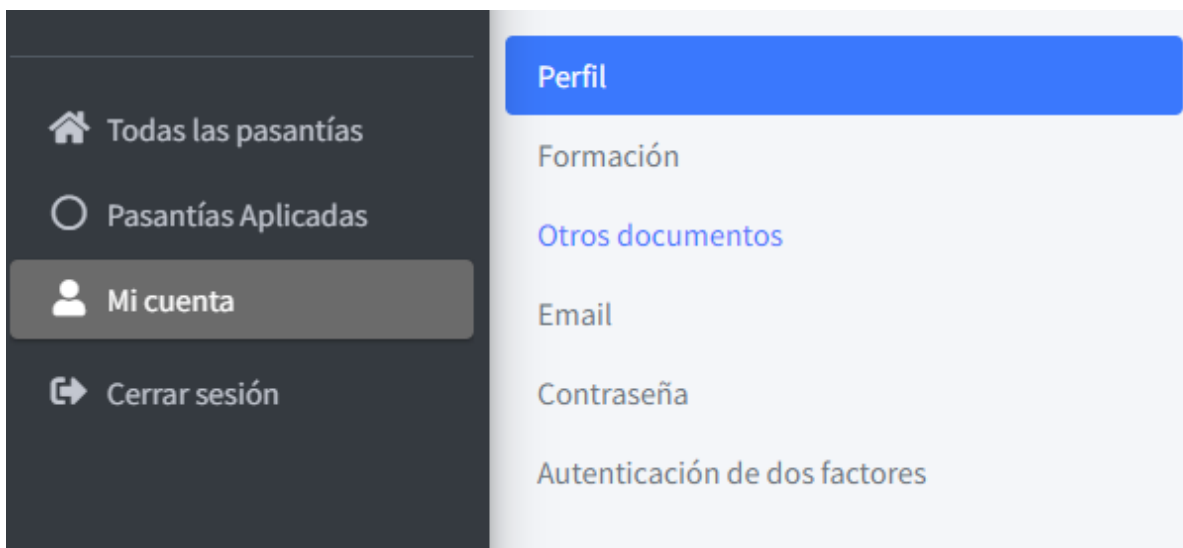 Todas las pasantías
Pasantías Aplicadas
Mi cuenta
Cerrar sesión
Perfil
Formación
Otros documentos
Email
Contraseña
Autenticación de dos factores